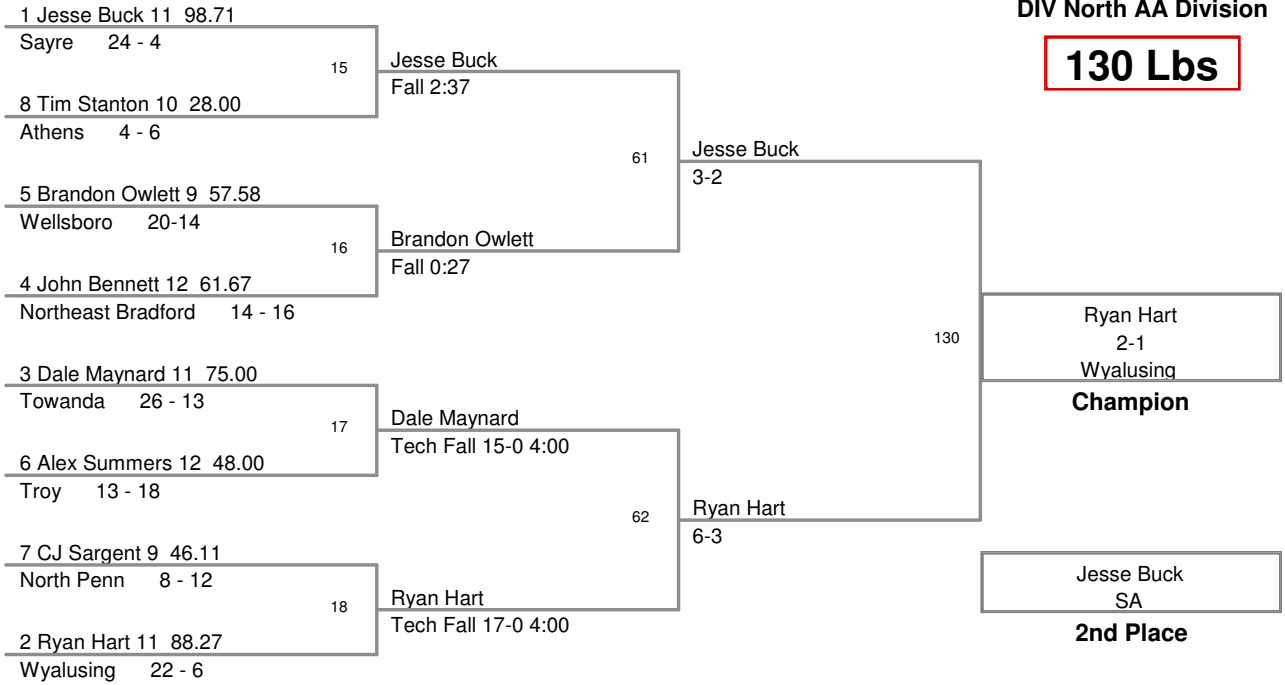 DIV North AA Division
130 Lbs
1 Jesse Buck 11 98.71
Sayre 24 - 4
15
Jesse Buck
Fall 2:37
8 Tim Stanton 10 28.00
Athens 4 - 6
61
Jesse Buck
3-2
5 Brandon Owlett 9 57.58
Wellsboro 20-14
16
Brandon Owlett
Fall 0:27
4 John Bennett 12 61.67
Northeast Bradford 14 - 16
130
Ryan Hart
2-1
Wyalusing
Champion
3 Dale Maynard 11 75.00
Towanda 26 - 13
17
Dale Maynard
Tech Fall 15-0 4:00
6 Alex Summers 12 48.00
Troy 13 - 18
62
Ryan Hart
6-3
7 CJ Sargent 9 46.11
North Penn 8 - 12
18
Ryan Hart
Tech Fall 17-0 4:00
2 Ryan Hart 11 88.27
Wyalusing 22 - 6
Jesse Buck
SA
2nd Place